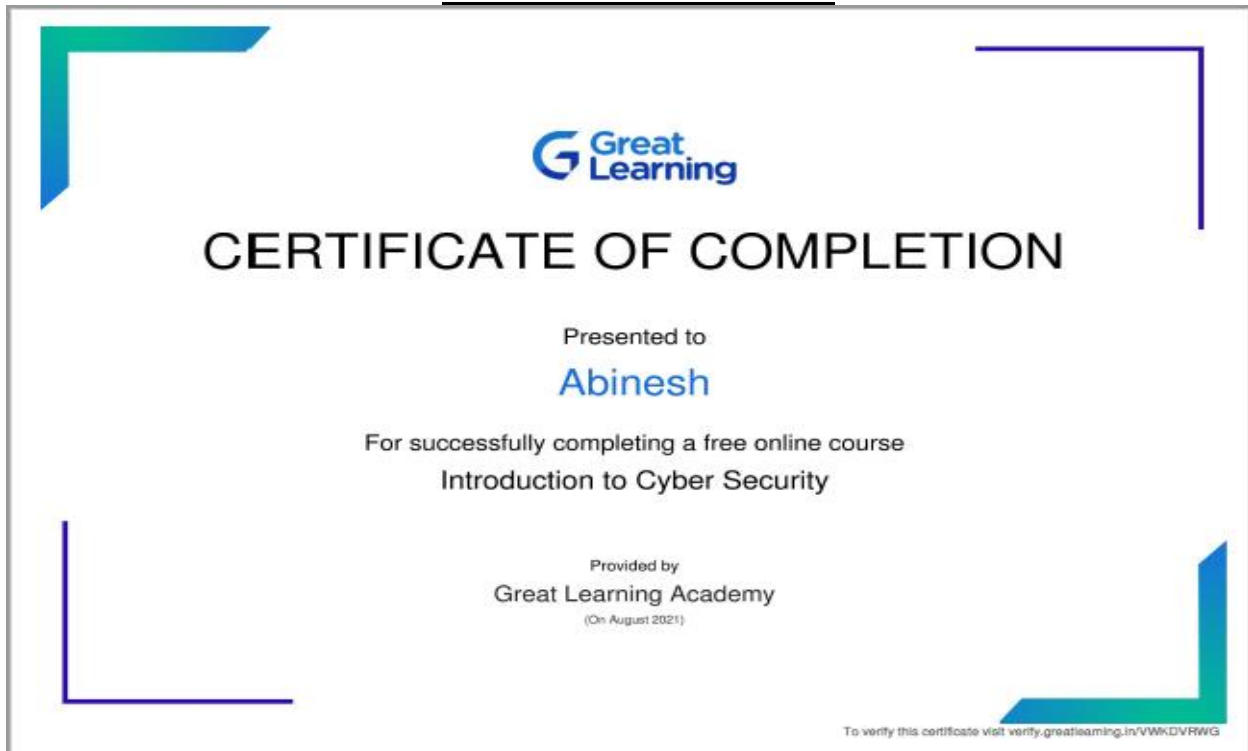 Great
Learning
CERTIFICATE OF COMPLETION
Presented to
Abinesh
For successfully completing a free online course
Introduction to Cyber Security
Provided by
Great Learning Academy
(On August 2021)
To verify this certificate visit verify.greatlearning.in/VWKDVRWG